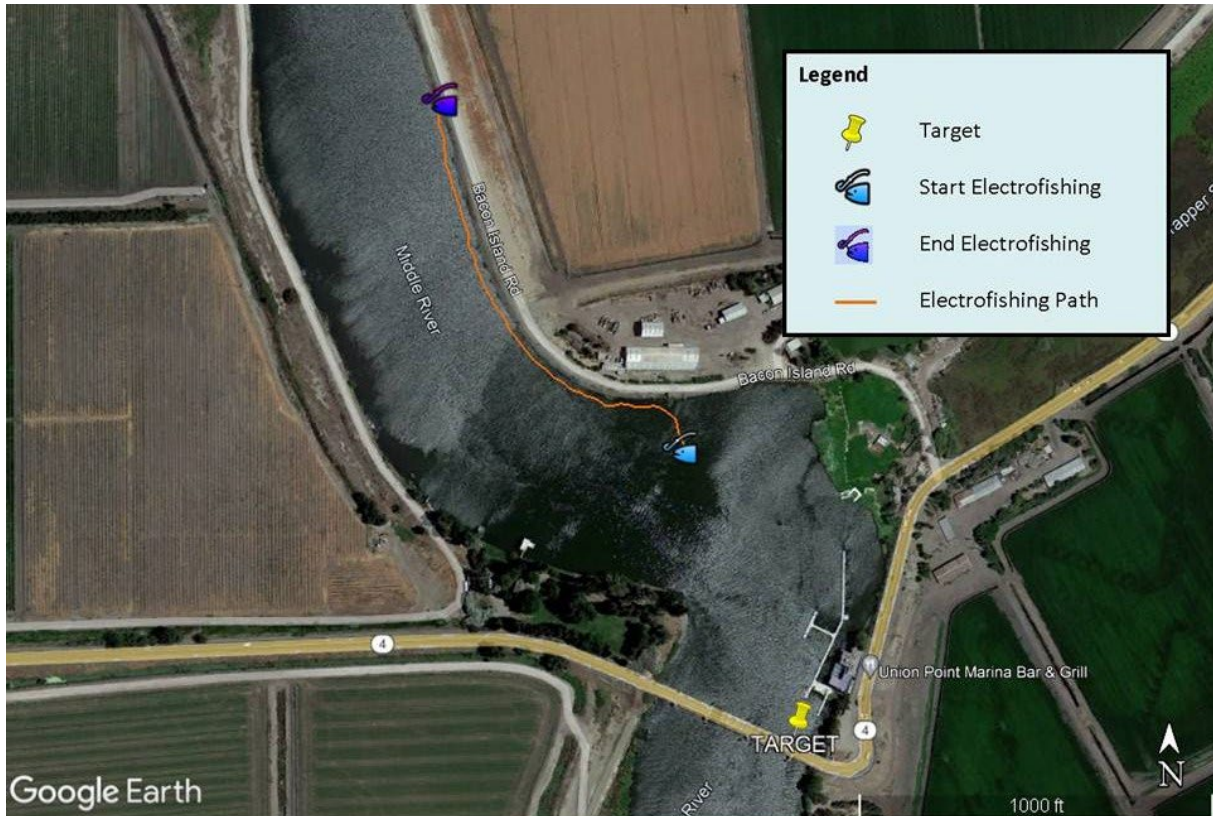 Legend
Target
Start Electrofishing
End Electrofishing
Electrofishing Path
Bacon Island Rd
Middle River
Bacon Island Rd
4
Union Point Marina Bar & Grill
4
TARGET
River
Google Earth
N
1000 ft